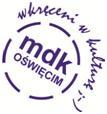 wkręceni w kulturę ;-)
mdk
OŚWIĘCIM